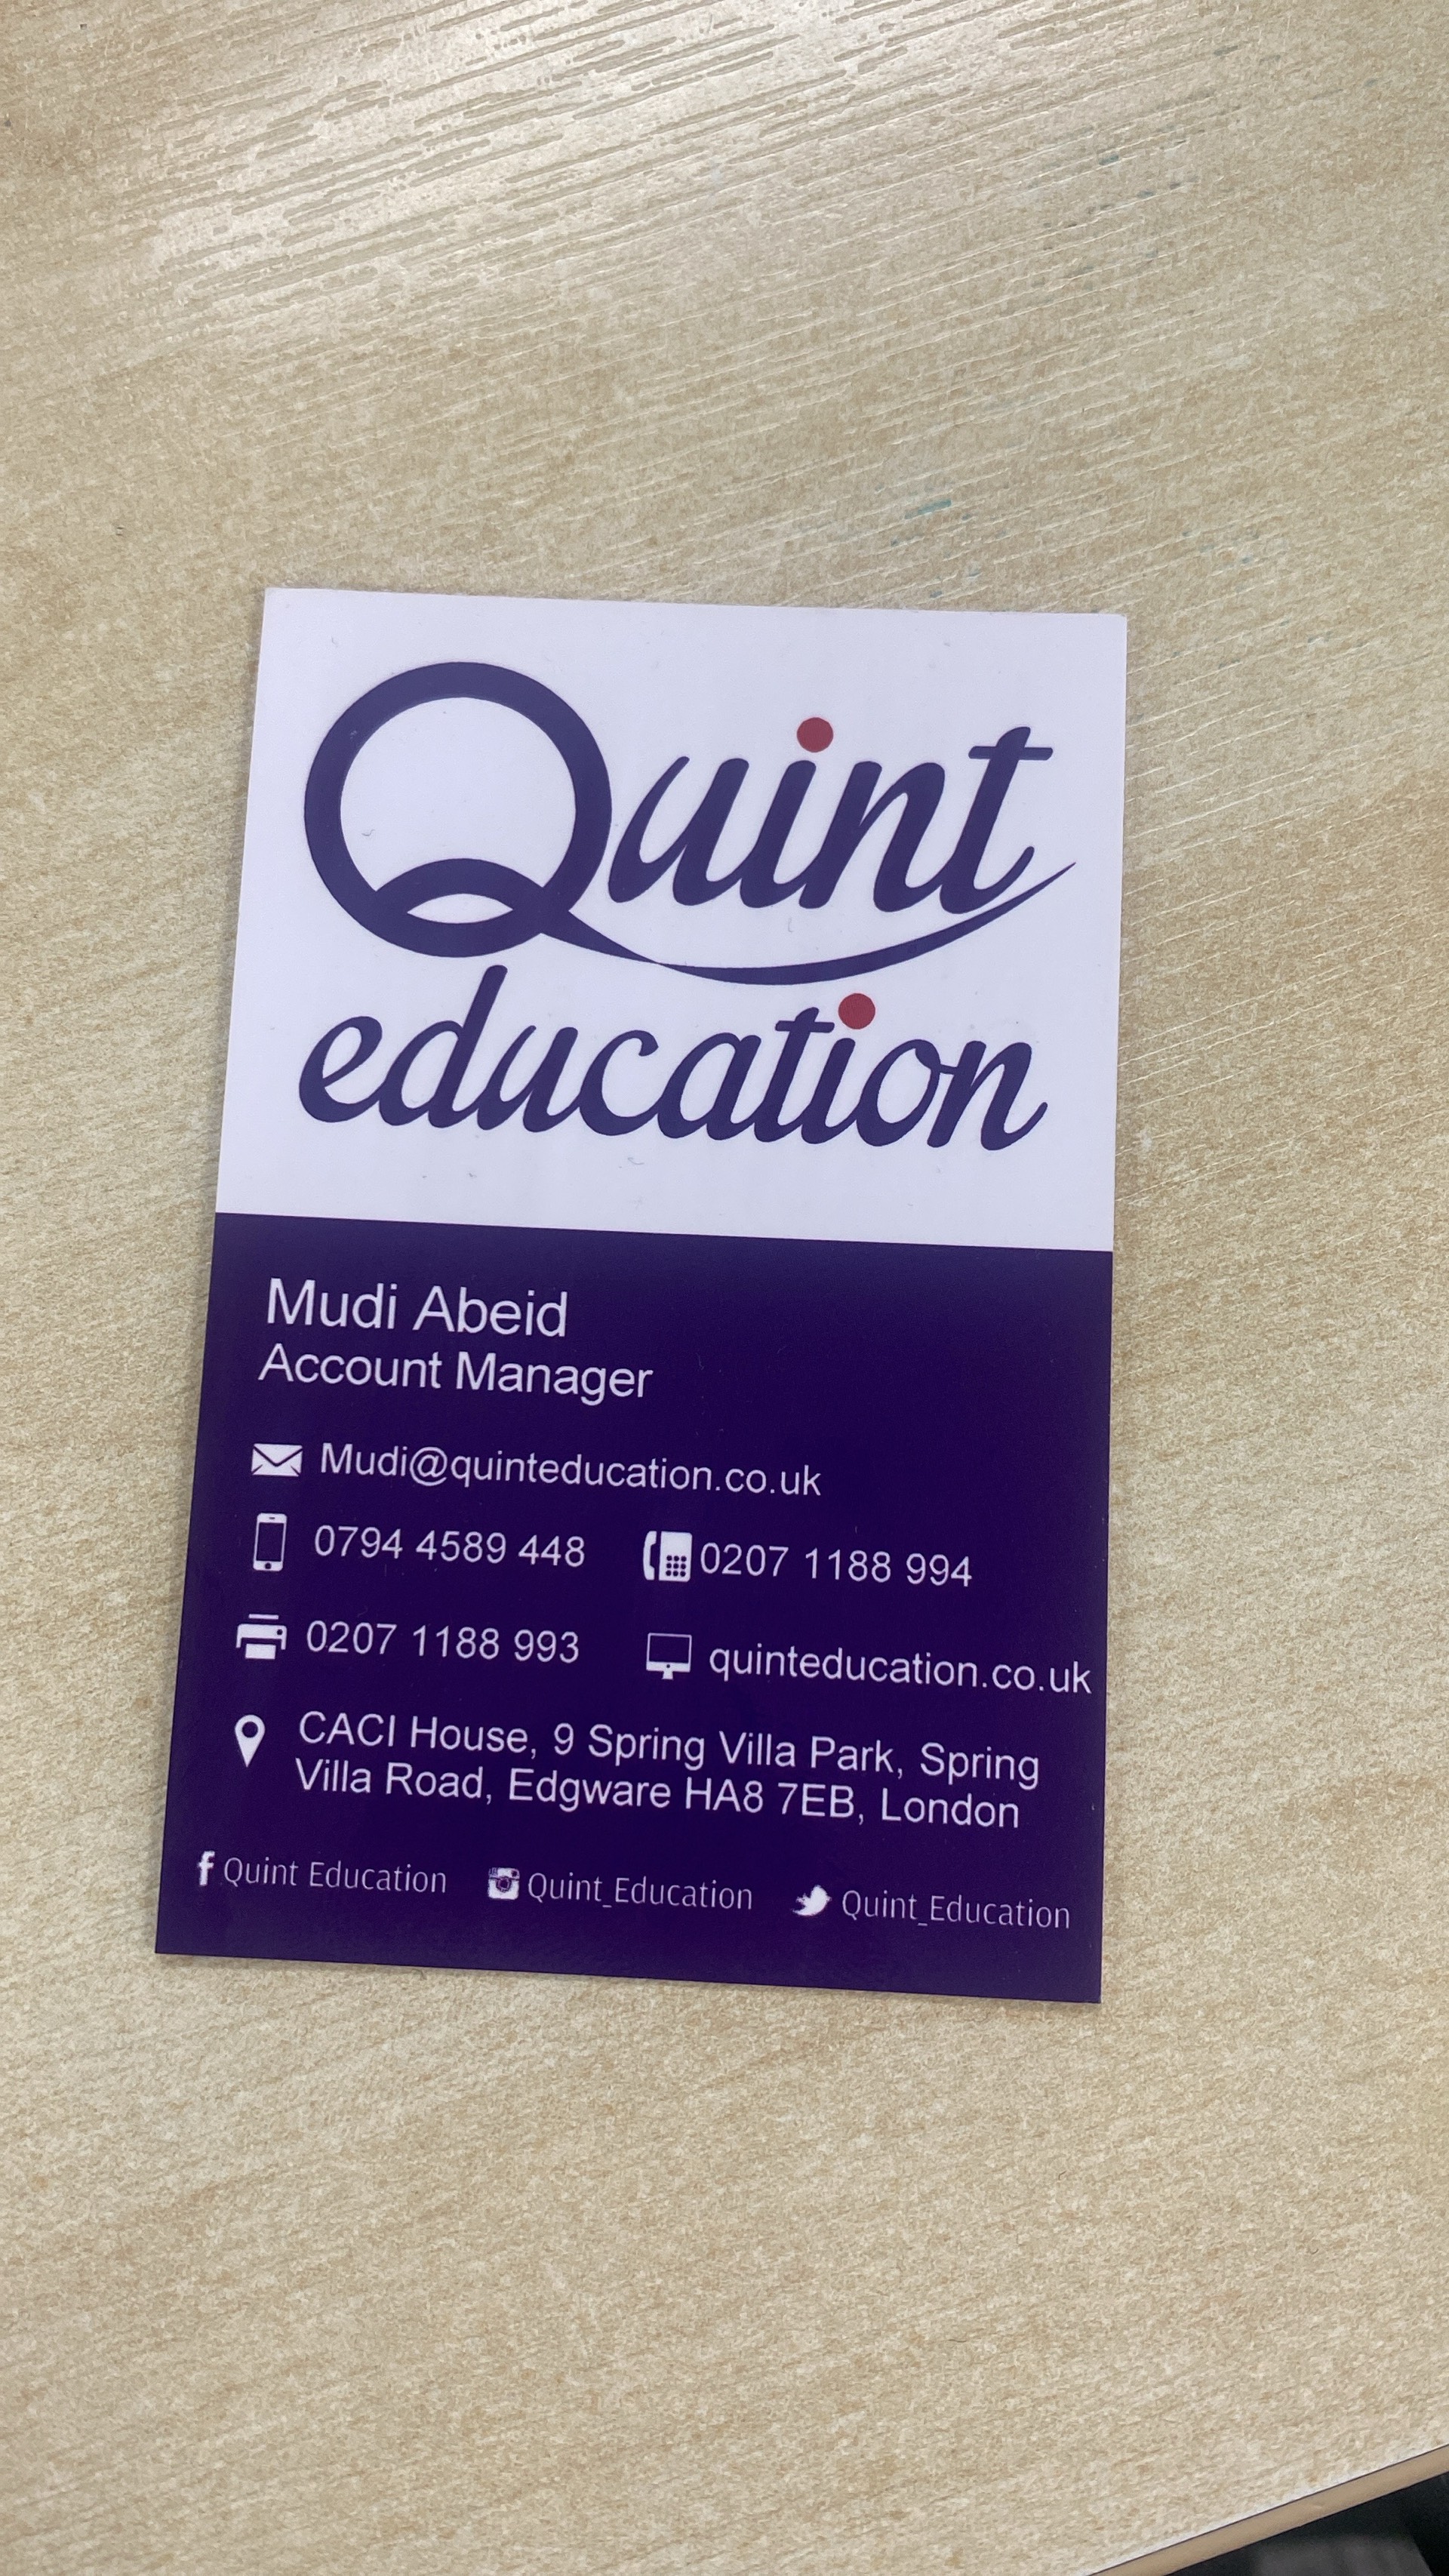 Quint
education
Mudi Abeid
Account Manager
Mudi@quinteducation.co.uk
0794 4589 448
0207 1188 994
0207 1188 993
quinteducation.co.uk
CACI House, 9 Spring Villa Park, Spring
Villa Road, Edgware HA8 7EB, London
Quint Education
Quint_Education
Quint_Education